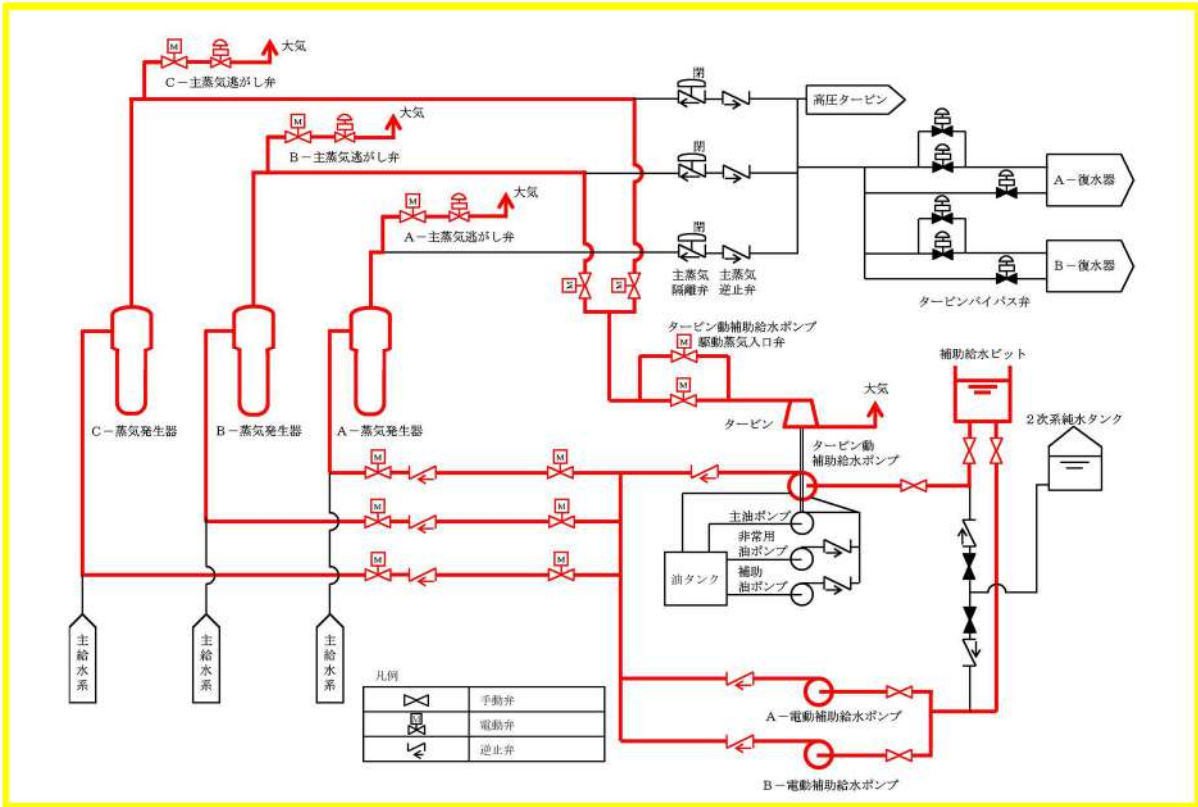 M
大気
C－主蒸気逃がし弁
M
大気
B－主蒸気逃がし弁
M
大気
A－主蒸気逃がし弁
閉
閉
閉
主蒸気
隔離弁
主蒸気
逆止弁
高圧タービン
A－復水器
B－復水器
タービンバイパス弁
M
M
タービン動補助給水ポンプ
駆動蒸気入口弁
M
M
大気
タービン
補助給水ピット
2次系純水タンク
C－蒸気発生器
B－蒸気発生器
A－蒸気発生器
タービン動
補助給水ポンプ
M
M
M
M
M
M
主油ポンプ
非常用
油ポンプ
補助
油ポンプ
油タンク
主給水系
主給水系
主給水系
A－電動補助給水ポンプ
B－電動補助給水ポンプ
凡例
手動弁
M
電動弁
逆止弁